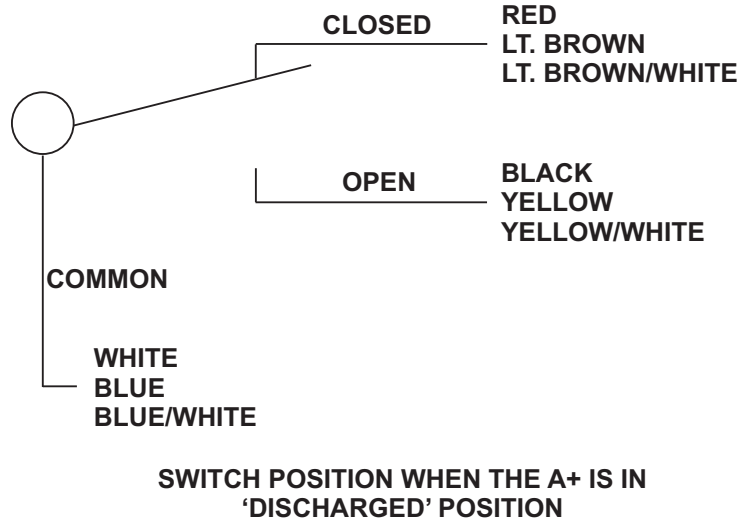 CLOSED
RED
LT. BROWN
LT. BROWN/WHITE
OPEN
BLACK
YELLOW
YELLOW/WHITE
COMMON
WHITE
BLUE
BLUE/WHITE
SWITCH POSITION WHEN THE A+ IS IN
‘DISCHARGED’ POSITION